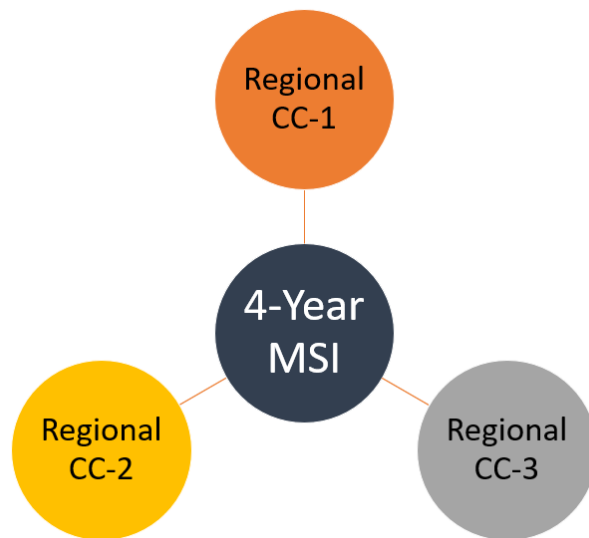 Regional
CC-1
4-Year
MSI
Regional
CC-2
Regional
CC-3